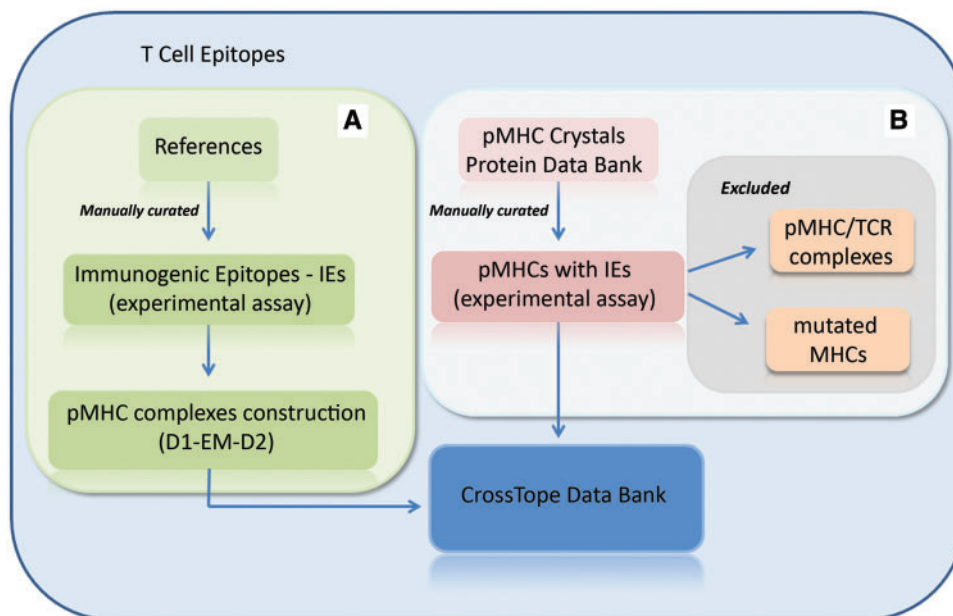 T Cell Epitopes
A
References
Manually curated
Immunogenic Epitopes - IEs
(experimental assay)
pMHC complexes construction
(D1-EM-D2)
B
pMHC Crystals
Protein Data Bank
Manually curated
pMHCs with IEs
(experimental assay)
Excluded
pMHC/TCR
complexes
mutated
MHCs
CrossTope Data Bank